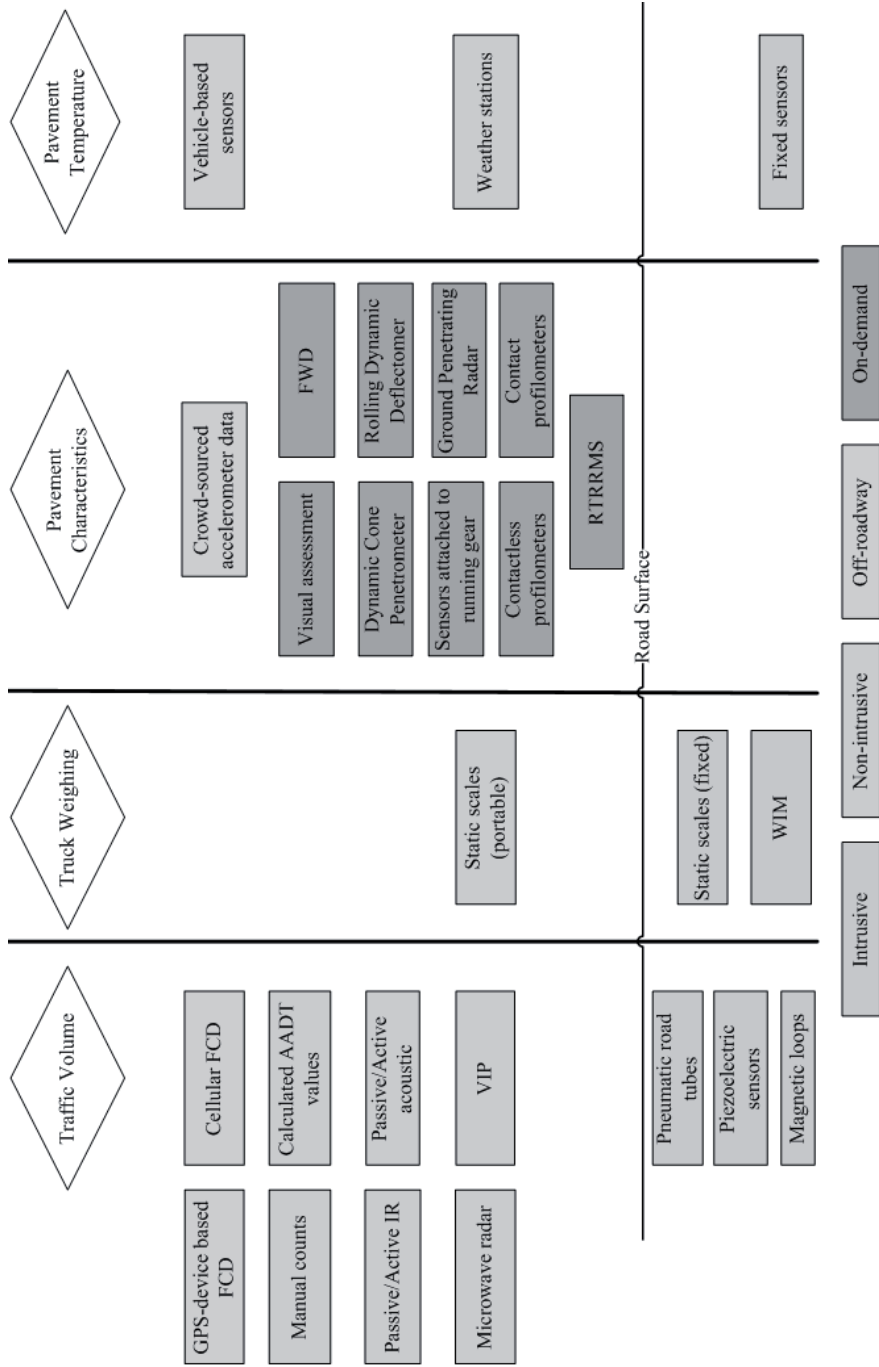 Traffic Volume
Truck Weighing
Pavement
Characteristics
Pavement
Temperature
GPS-device based
FCD
Cellular FCD
Manual counts
Calculated AADT
values
Passive/Active IR
Passive/Active
acoustic
Microwave radar
VIP
Pneumatic road
tubes
Piezoelectric
sensors
Magnetic loops
Static scales
(portable)
Static scales (fixed)
WIM
Crowd-sourced
accelerometer data
Visual assessment
FWD
Dynamic Cone
Penetrometer
Rolling Dynamic
Deflectomer
Sensors attached to
running gear
Ground Penetrating
Radar
Contactless
profilometers
Contact
profilometers
RTRRMS
Road Surface
Vehicle-based
sensors
Weather stations
Fixed sensors
Intrusive
Non-intrusive
Off-roadway
On-demand